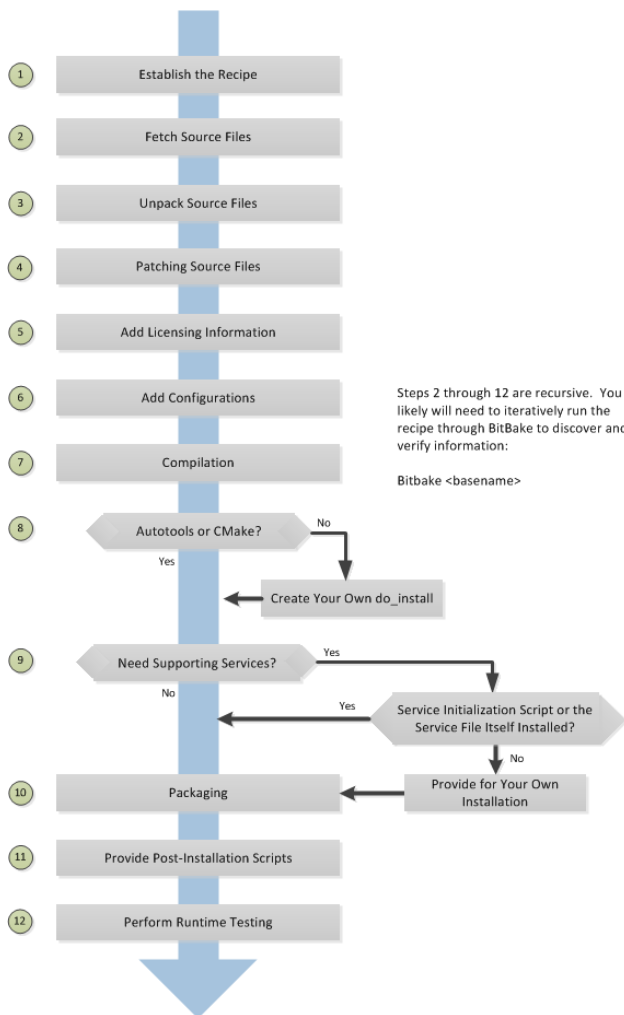 1
Establish the Recipe
2
Fetch Source Files
3
Unpack Source Files
4
Patching Source Files
5
Add Licensing Information
6
Add Configurations
Steps 2 through 12 are recursive. You
likely will need to iteratively run the
recipe through BitBake to discover and
verify information:
Bitbake <basename>
7
Compilation
8
Autotools or CMake?
No
Yes
Create Your Own do_install
9
Need Supporting Services?
Yes
No
Yes
Service Initialization Script or the
Service File Itself Installed?
No
10
Packaging
Provide for Your Own
Installation
11
Provide Post-Installation Scripts
12
Perform Runtime Testing